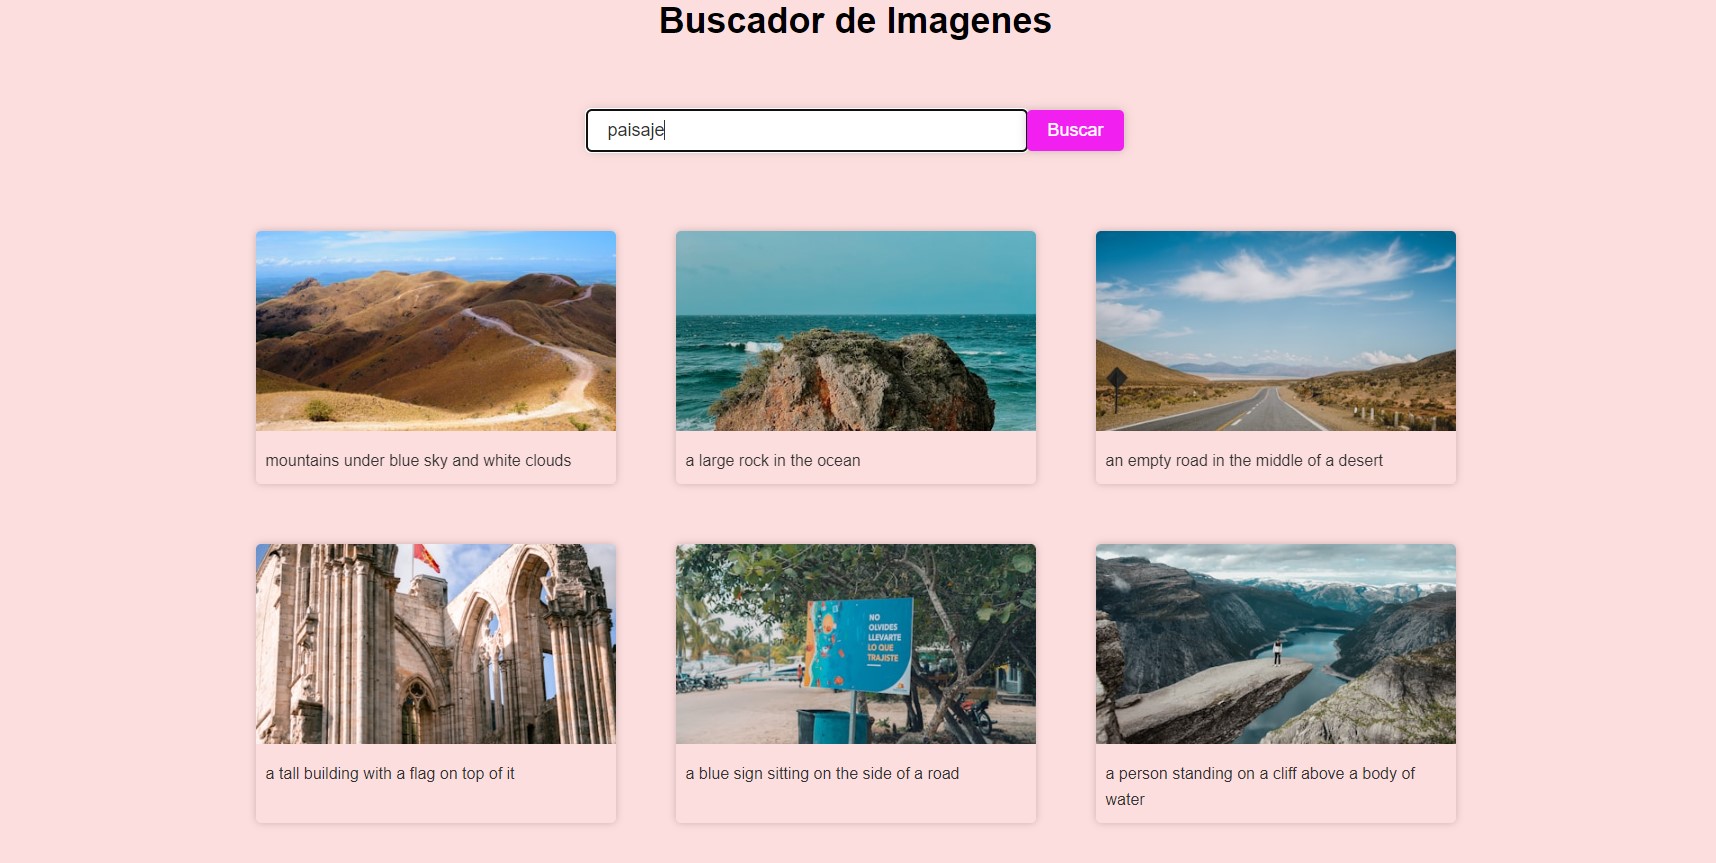 Buscador de Imagenes
paisaje
Buscar
mountains under blue sky and white clouds
a large rock in the ocean
an empty road in the middle of a desert
NO
OLVIDES
LLEVARTE
LO QUE
TRAJISTE
a tall building with a flag on top of it
a blue sign sitting on the side of a road
a person standing on a cliff above a body of
water